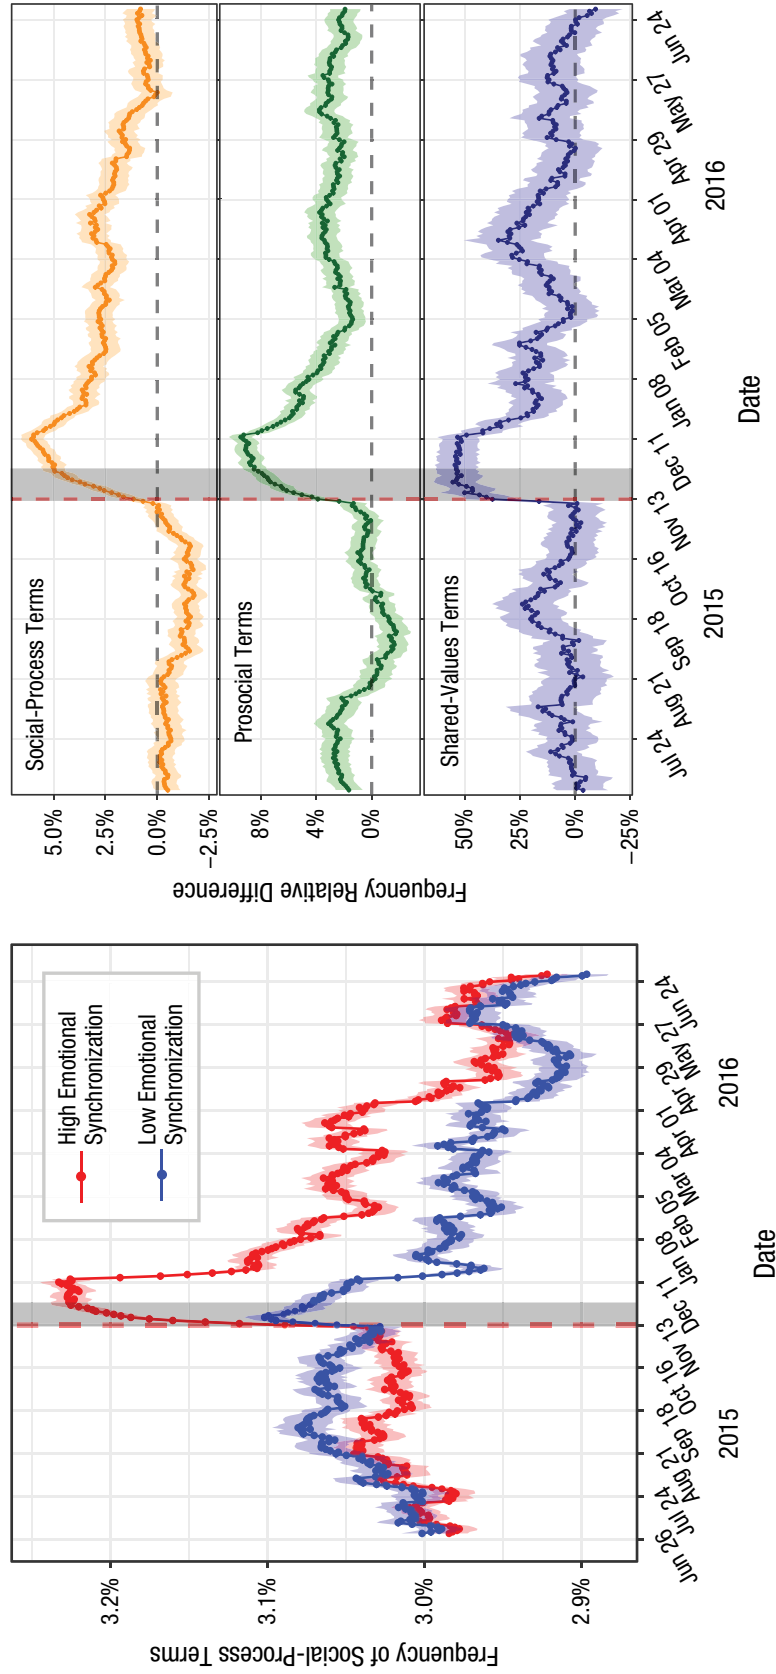 Frequency of Social-Process Terms
3.2%
3.1%
3.0%
2.9%
High Emotional
Synchronization
Low Emotional
Synchronization
Jun 26
Jul 24
Aug 21
Sep 18
Oct 16
Nov 13
Dec 11
Jan 08
Feb 05
Mar 04
Apr 01
Apr 29
May 27
Jun 24
2015
2016
Date
Frequency Relative Difference
Social-Process Terms
5.0%
2.5%
0.0%
−2.5%
Prosocial Terms
8%
4%
0%
Shared-Values Terms
50%
25%
0%
−25%
Jul 24
Aug 21
Sep 18
Oct 16
Nov 13
Dec 11
Jan 08
Feb 05
Mar 04
Apr 01
Apr 29
May 27
Jun 24
2015
2016
Date